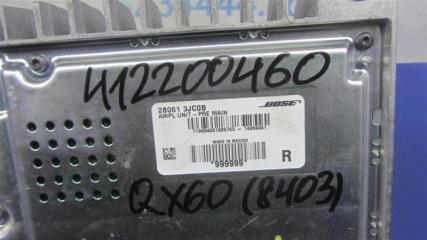 412200460
28061 3JC0B
AMPL UNIT - PRE MAIN
BOSE
MADE IN MEXICO
*999999*
R
QX60 (8403)